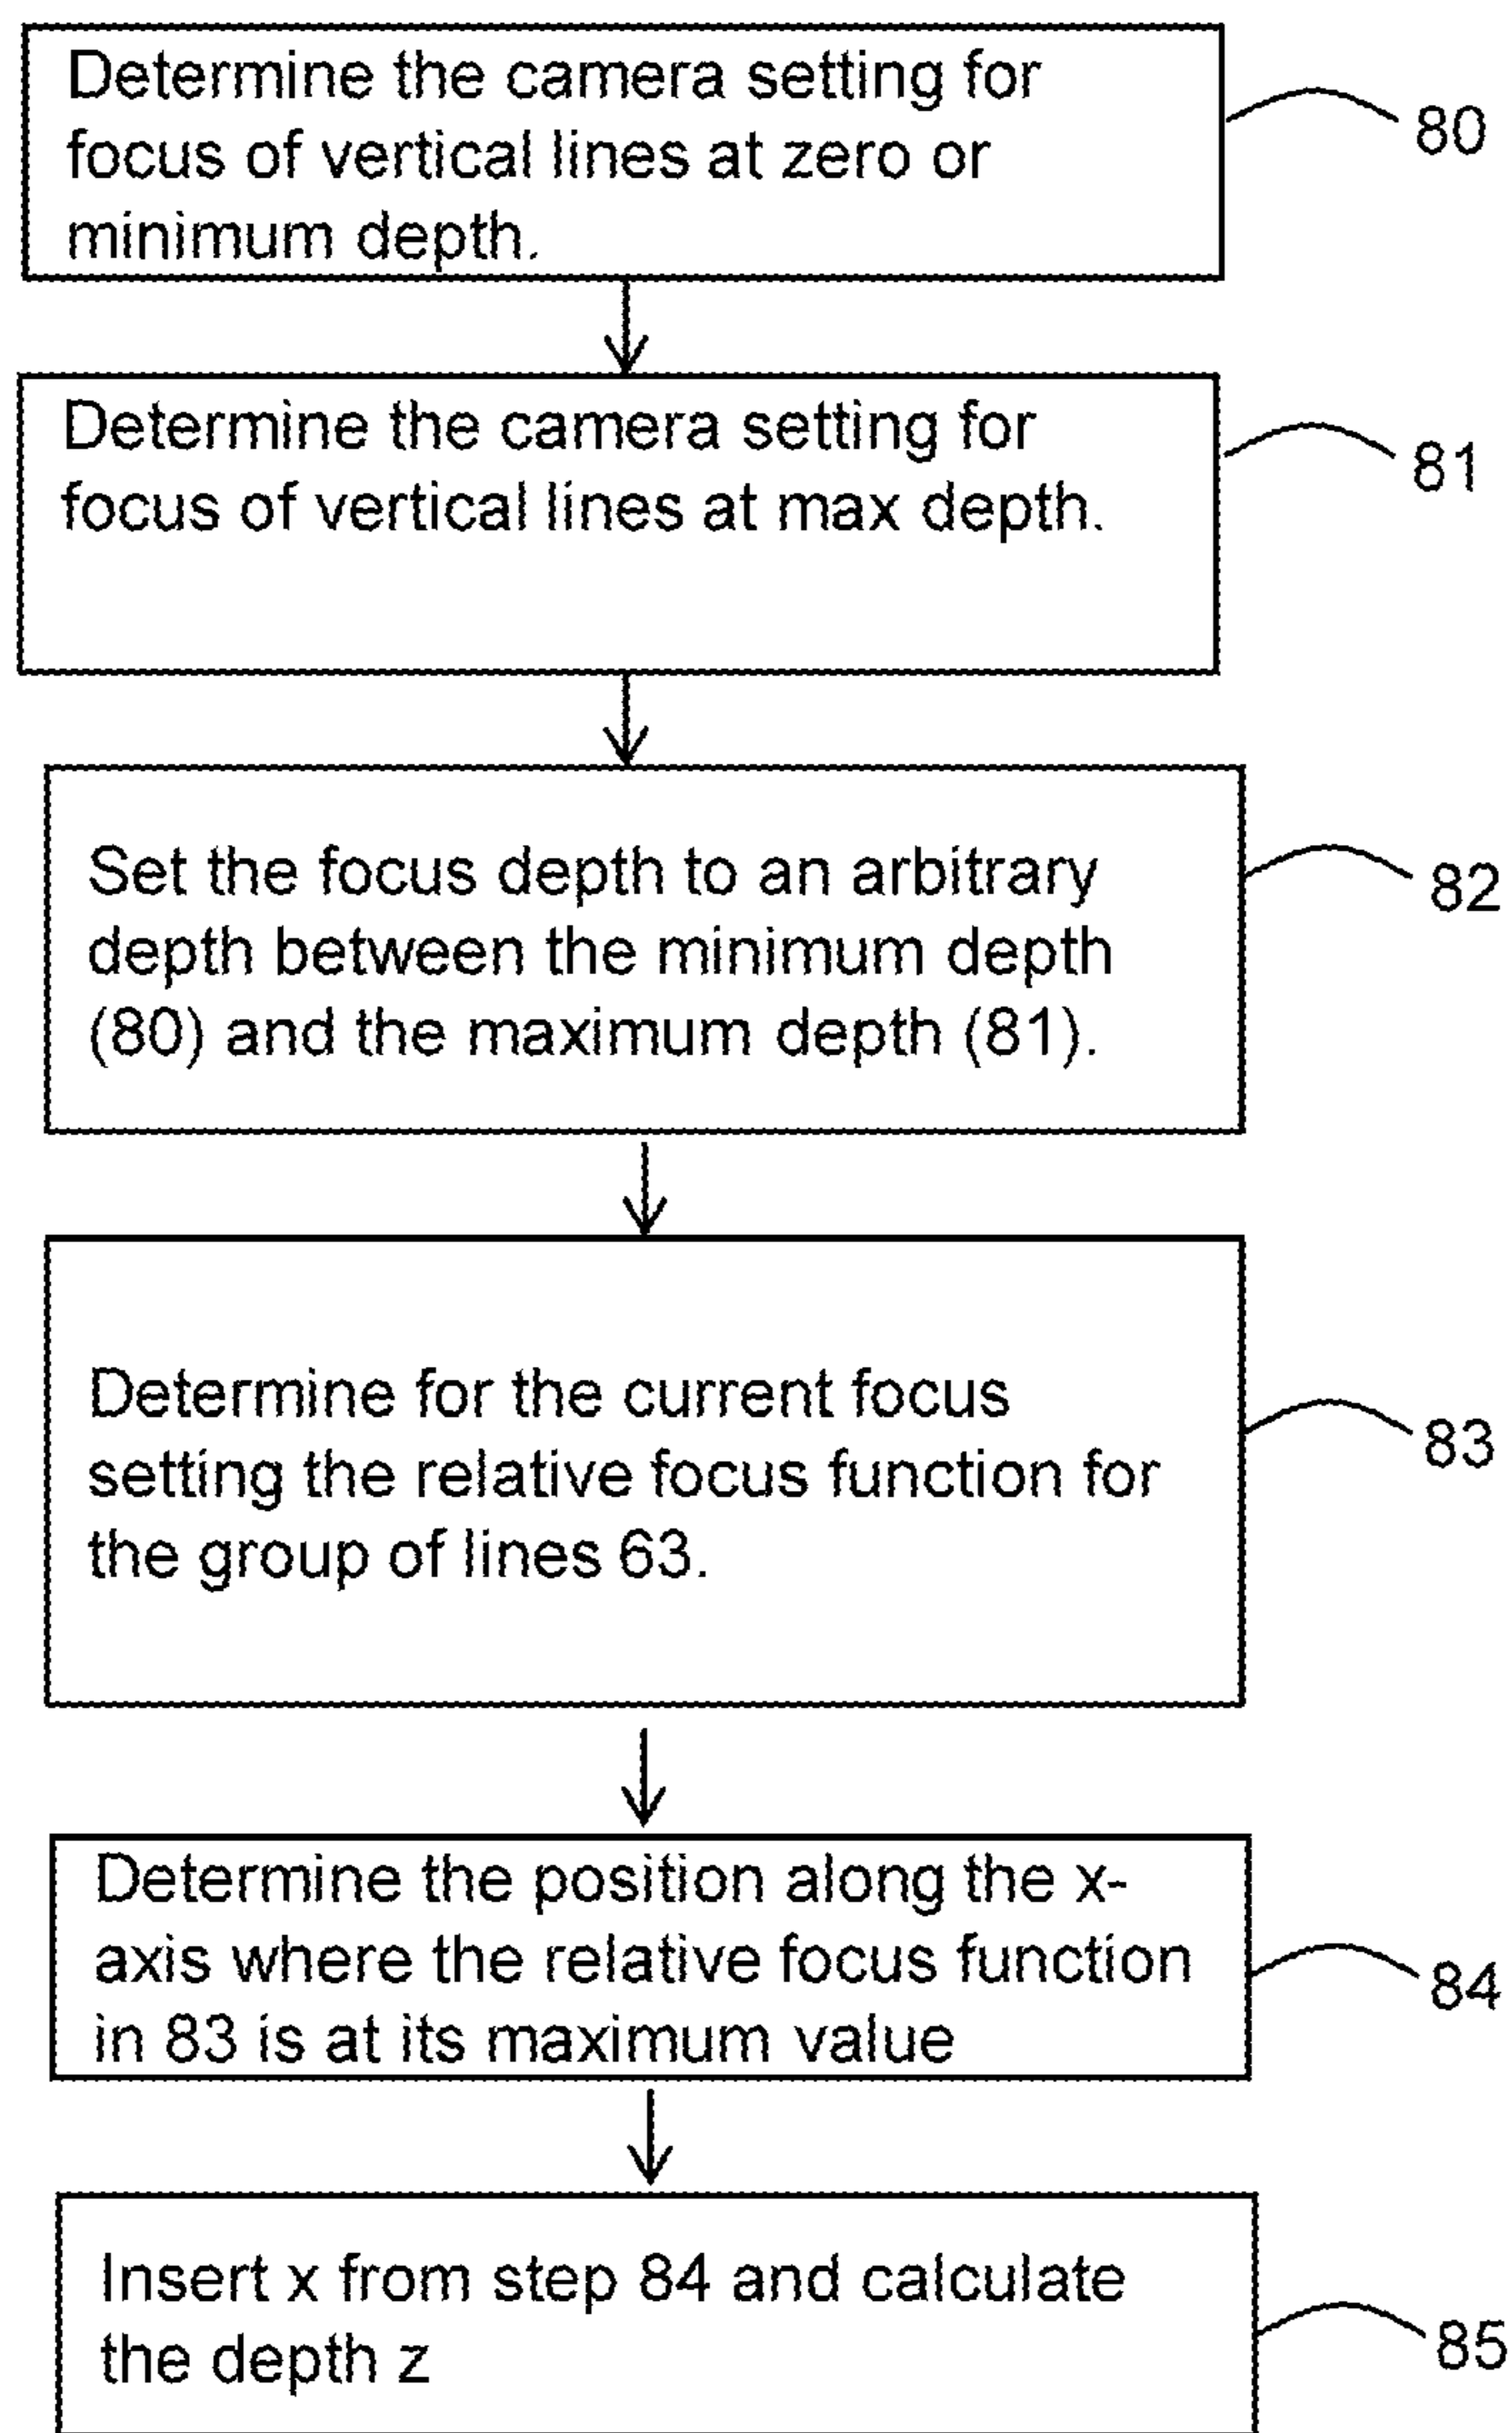 Determine the camera setting for
focus of vertical lines at zero or
minimum depth.
80
Determine the camera setting for
focus of vertical lines at max depth.
81
Set the focus depth to an arbitrary
depth between the minimum depth
(80) and the maximum depth (81).
82
Determine for the current focus
setting the relative focus function for
the group of lines 63.
83
Determine the position along the x-
axis where the relative focus function
in 83 is at its maximum value
84
Insert x from step 84 and calculate
the depth z
85